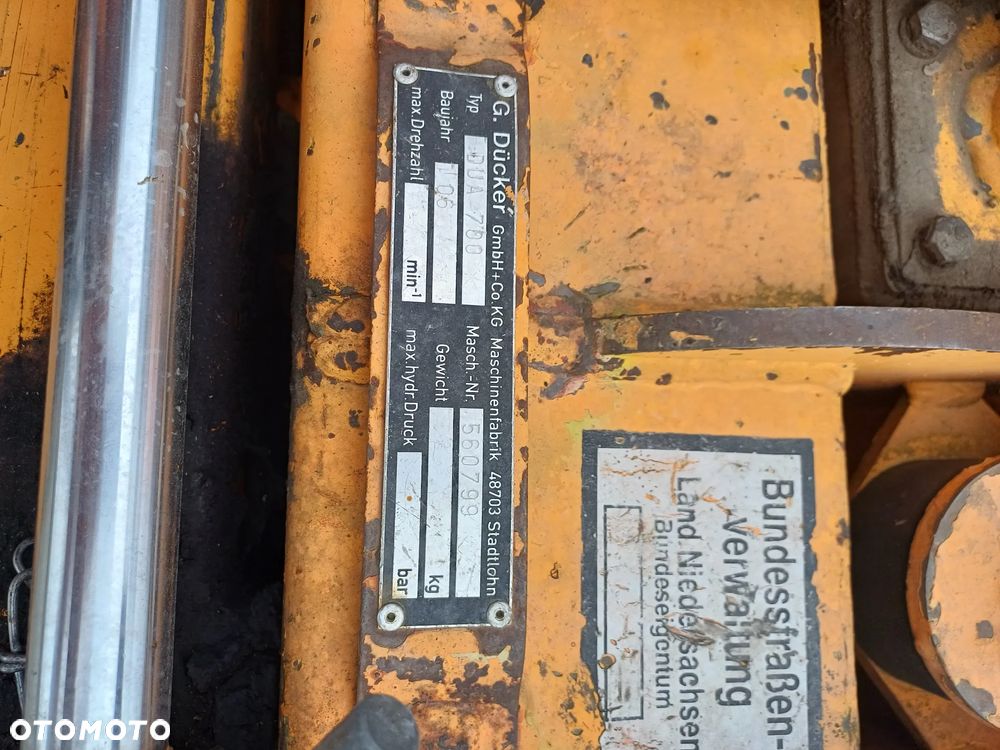 G. Dücker GmbH+Co.KG Maschinenfabrik 48703 Stadtlohn
Typ DUA 700 Masch.-Nr. 560799
Baujahr Gewicht kg
max.Drehzahl min-1 max.hydr.Druck bar
Bundesstraßen-
Verwaltung
Land Niedersachsen
Bundeseigentum
OTOMOTO